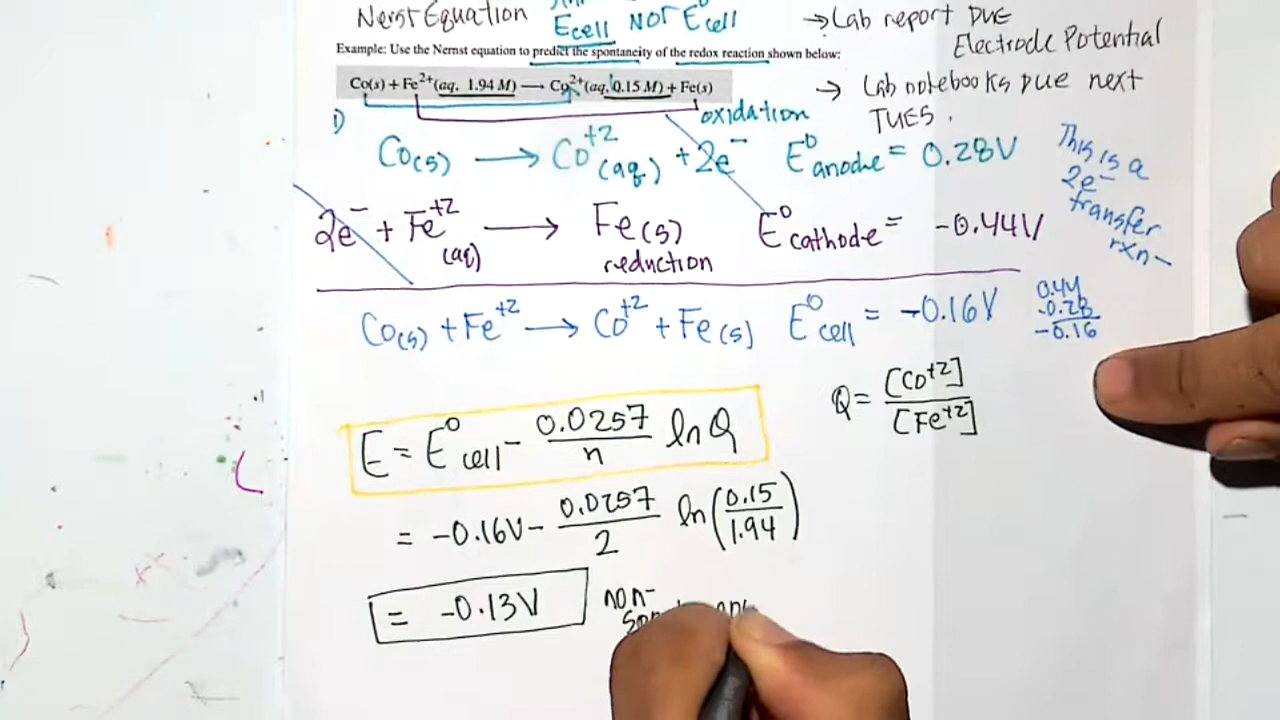 Nerst Equation
Ecell NOT E°cell
→ Lab report DUE
Electrode Potential
Example: Use the Nernst equation to predict the spontaneity of the redox reaction shown below:
Co(s) + Fe²⁺(aq, 1.94 M) ⟶ Co²⁺(aq, 0.15 M) + Fe(s)
→ Lab notebooks DUE next
TUES.
oxidation
1) Co(s) → Co⁺²(aq) + 2e⁻ E°anode = 0.28V
This is a
2e⁻
transfer
rxn
2e⁻ + Fe⁺²(aq) → Fe(s) E°cathode = -0.44V
reduction
Co(s) + Fe⁺² → Co⁺² + Fe(s) E°cell = -0.16V
0.44
-0.28
-0.16
Q = [Co⁺²] / [Fe⁺²]
E = E°cell - 0.0257/n ln Q
= -0.16V - 0.0257/2 ln(0.15/1.94)
= -0.13V
non-